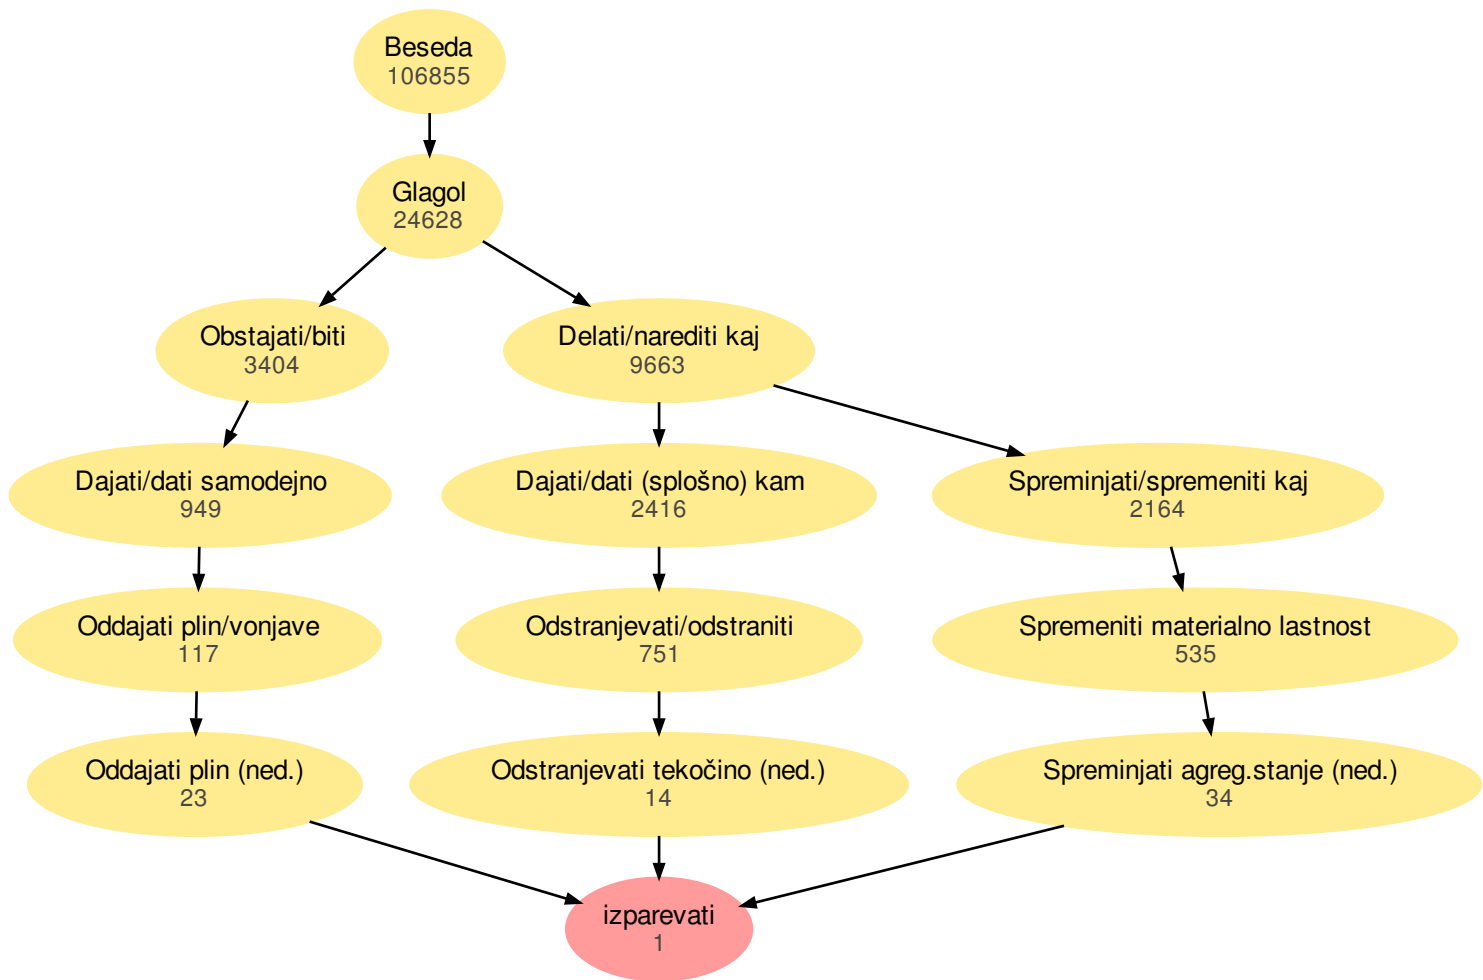 Beseda
106855
Glagol
24628
Obstajati/biti
3404
Delati/narediti kaj
9663
Dajati/dati samodejno
949
Dajati/dati (splošno) kam
2416
Spreminjati/spremeniti kaj
2164
Oddajati plin/vonjave
117
Odstranjevati/odstraniti
751
Spremeniti materialno lastnost
535
Oddajati plin (ned.)
23
Odstranjevati tekočino (ned.)
14
Spreminjati agreg.stanje (ned.)
34
izparevati
1